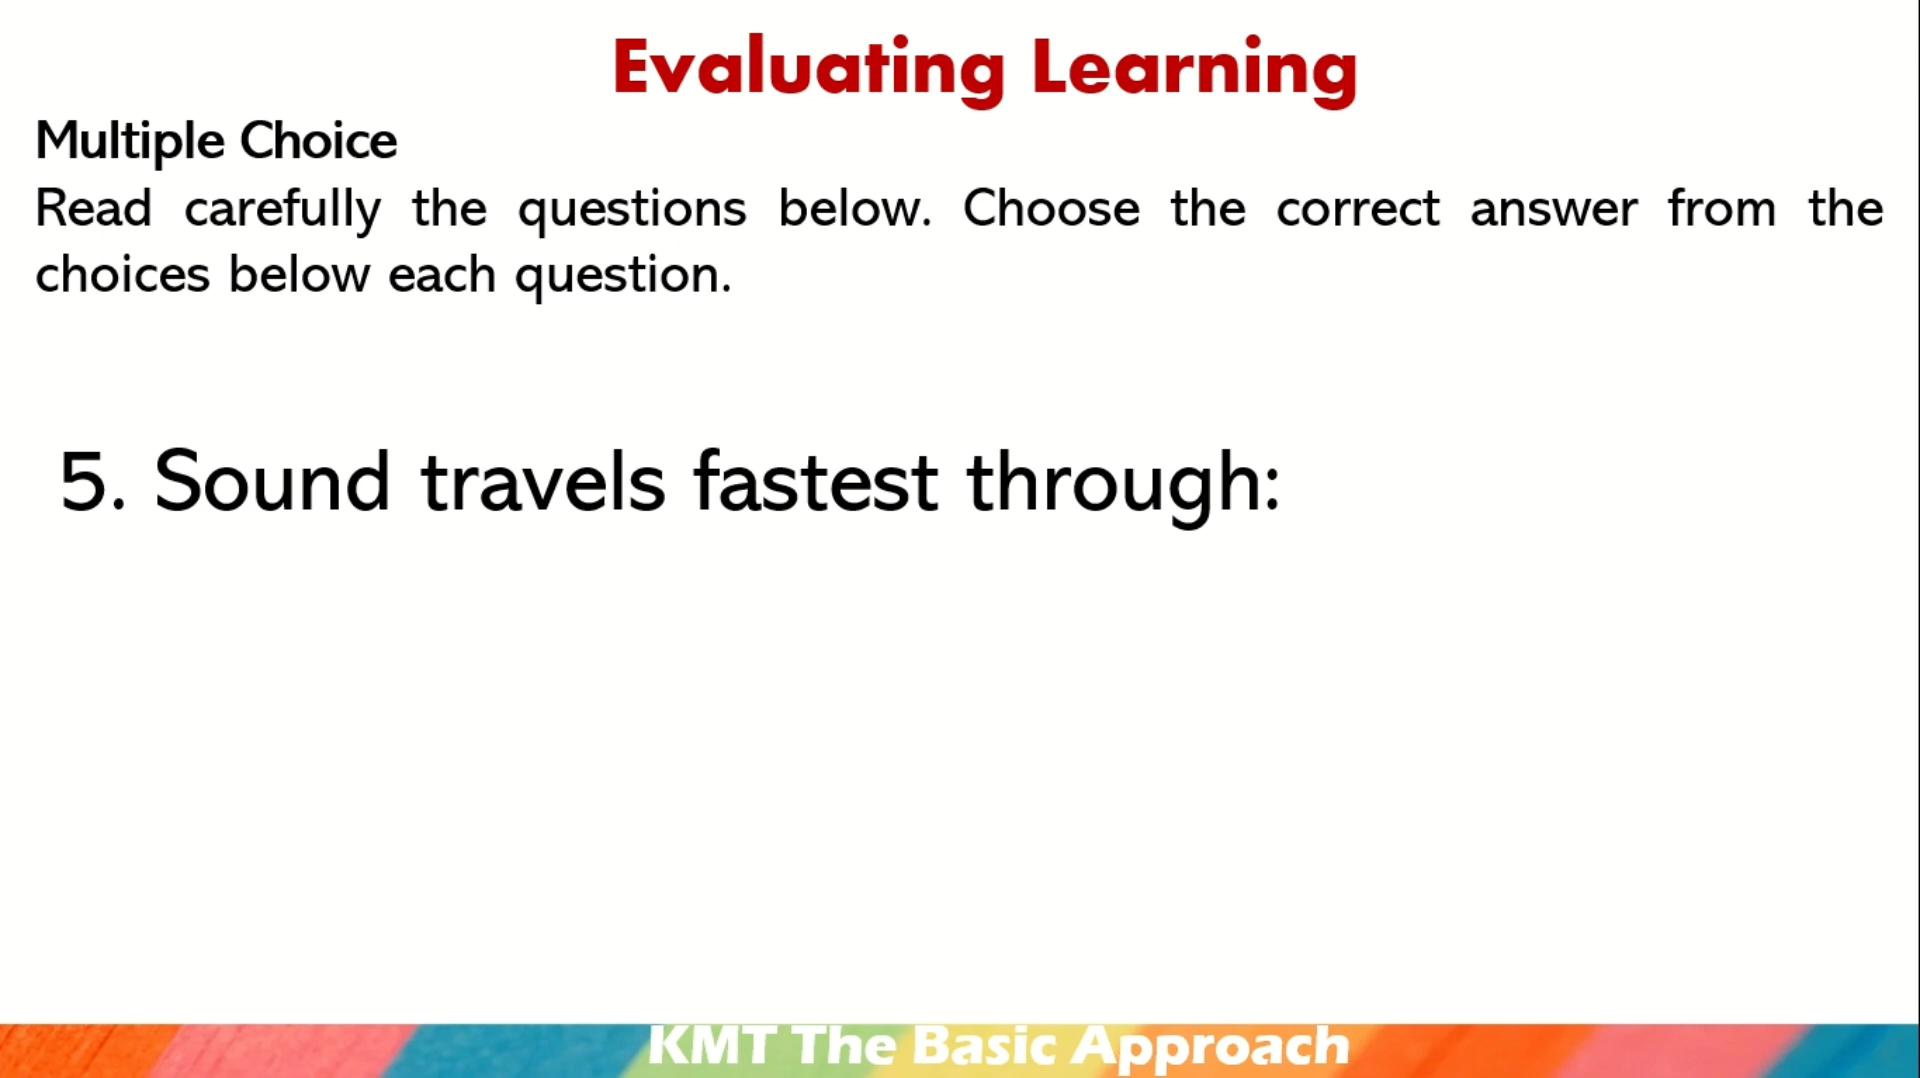 Evaluating Learning
Multiple Choice
Read carefully the questions below. Choose the correct answer from the
choices below each question.
5. Sound travels fastest through:
KMT The Basic Approach